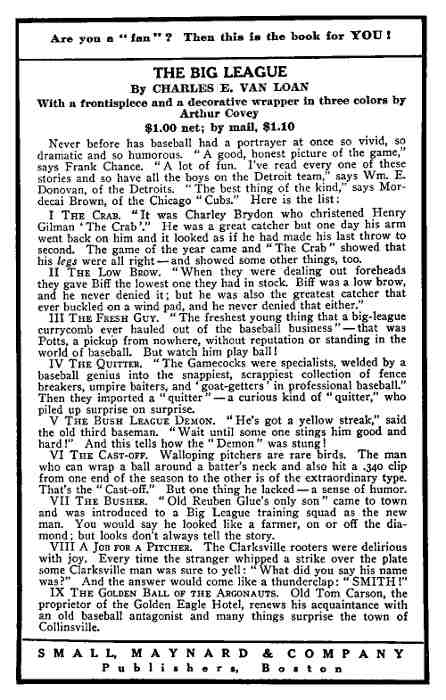 Are you a "fan"? Then this is the book for YOU!
THE BIG LEAGUE
By CHARLES E. VAN LOAN
With a frontispiece and a decorative wrapper in three colors by
Arthur Covey
$1.00 net; by mail, $1.10
Never before has baseball had a portrayer at once so vivid, so
dramatic and so humorous. "A good, honest picture of the game,"
says Frank Chance. "A lot of fun. I've read every one of these
stories and so have all the boys on the Detroit team," says Wm. E.
Donovan, of the Detroits. "The best thing of the kind," says Mor-
decai Brown, of the Chicago "Cubs." Here is the list:
I THE CRAB. "It was Charley Brydon who christened Henry
Gilman 'The Crab'." He was a great catcher but one day his arm
went back on him and it looked as if he had made his last throw to
second. The game of the year came and "The Crab" showed that
his legs were all right—and showed some other things, too.
II THE LOW BROW. "When they were dealing out foreheads
they gave Biff the lowest one they had in stock. Biff was a low brow,
and he never denied it; but he was also the greatest catcher that
ever buckled on a wind pad, and he never denied that either."
III THE FRESH GUY. "The freshest young thing that a big-league
currycomb ever hauled out of the baseball business"—that was
Potts, a pickup from nowhere, without reputation or standing in the
world of baseball. But watch him play ball!
IV THE QUITTER. "The Gamecocks were specialists, welded by a
baseball genius into the snappiest, scrappiest collection of fence
breakers, umpire baiters, and 'goat-getters' in professional baseball."
Then they imported a "quitter"—a curious kind of "quitter," who
piled up surprise on surprise.
V THE BUSH LEAGUE DEMON. "He's got a yellow streak," said
the old third baseman. "Wait until some one stings him good and
hard!" And this tells how the "Demon" was stung!
VI THE CAST-OFF. Walloping pitchers are rare birds. The man
who can wrap a ball around a batter's neck and also hit a .340 clip
from one end of the season to the other is of the extraordinary type.
That's the "Cast-off." But one thing he lacked—a sense of humor.
VII THE BUSHER. "Old Reuben Glue's only son" came to town
and was introduced to a Big League training squad as the new
man. You would say he looked like a farmer, on or off the dia-
mond; but looks don't always tell the story.
VIII A JOB FOR A PITCHER. The Clarksville rooters were delirious
with joy. Every time the stranger whipped a strike over the plate
some Clarksville man was sure to yell: "What did you say his name
was?" And the answer would come like a thunderclap: "SMITH!"
IX THE GOLDEN BALL OF THE ARGONAUTS. Old Tom Carson, the
proprietor of the Golden Eagle Hotel, renews his acquaintance with
an old baseball antagonist and many things surprise the town of
Collinsville.
SMALL, MAYNARD & COMPANY
Publishers, Boston